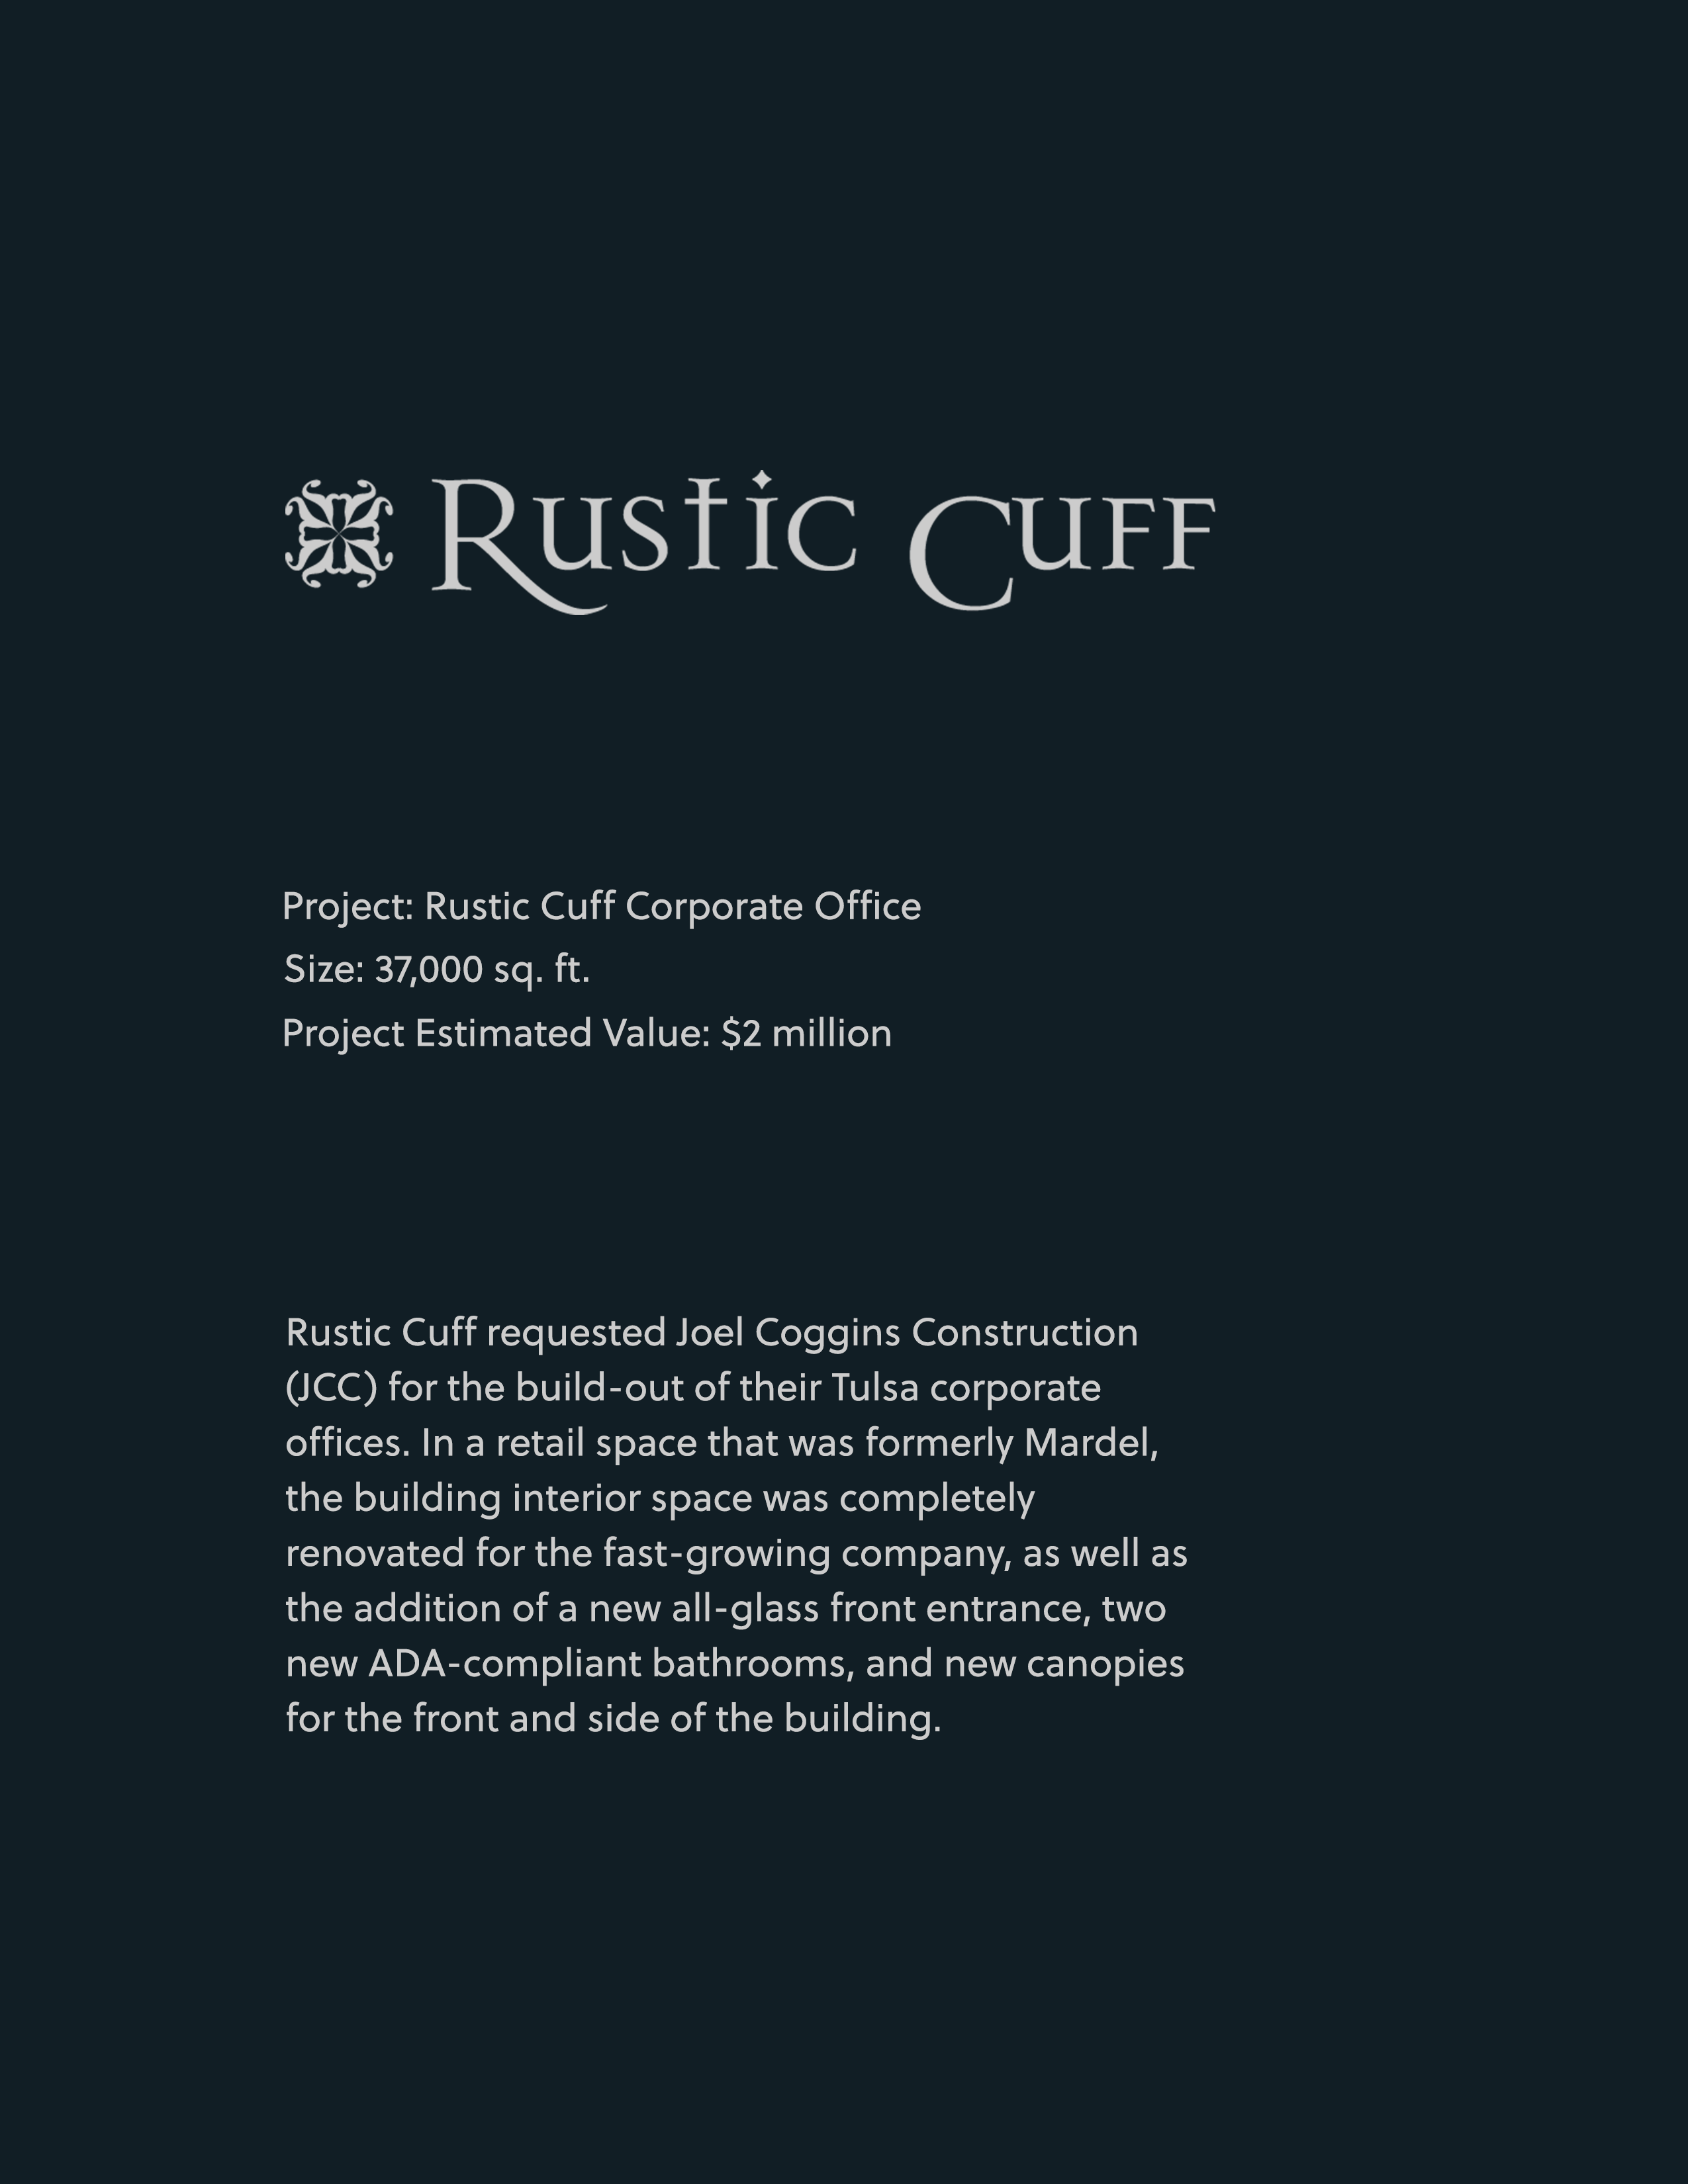 Rustic Cuff
Project: Rustic Cuff Corporate Office
Size: 37,000 sq. ft.
Project Estimated Value: $2 million
Rustic Cuff requested Joel Coggins Construction
(JCC) for the build-out of their Tulsa corporate
offices. In a retail space that was formerly Mardel,
the building interior space was completely
renovated for the fast-growing company, as well as
the addition of a new all-glass front entrance, two
new ADA-compliant bathrooms, and new canopies
for the front and side of the building.